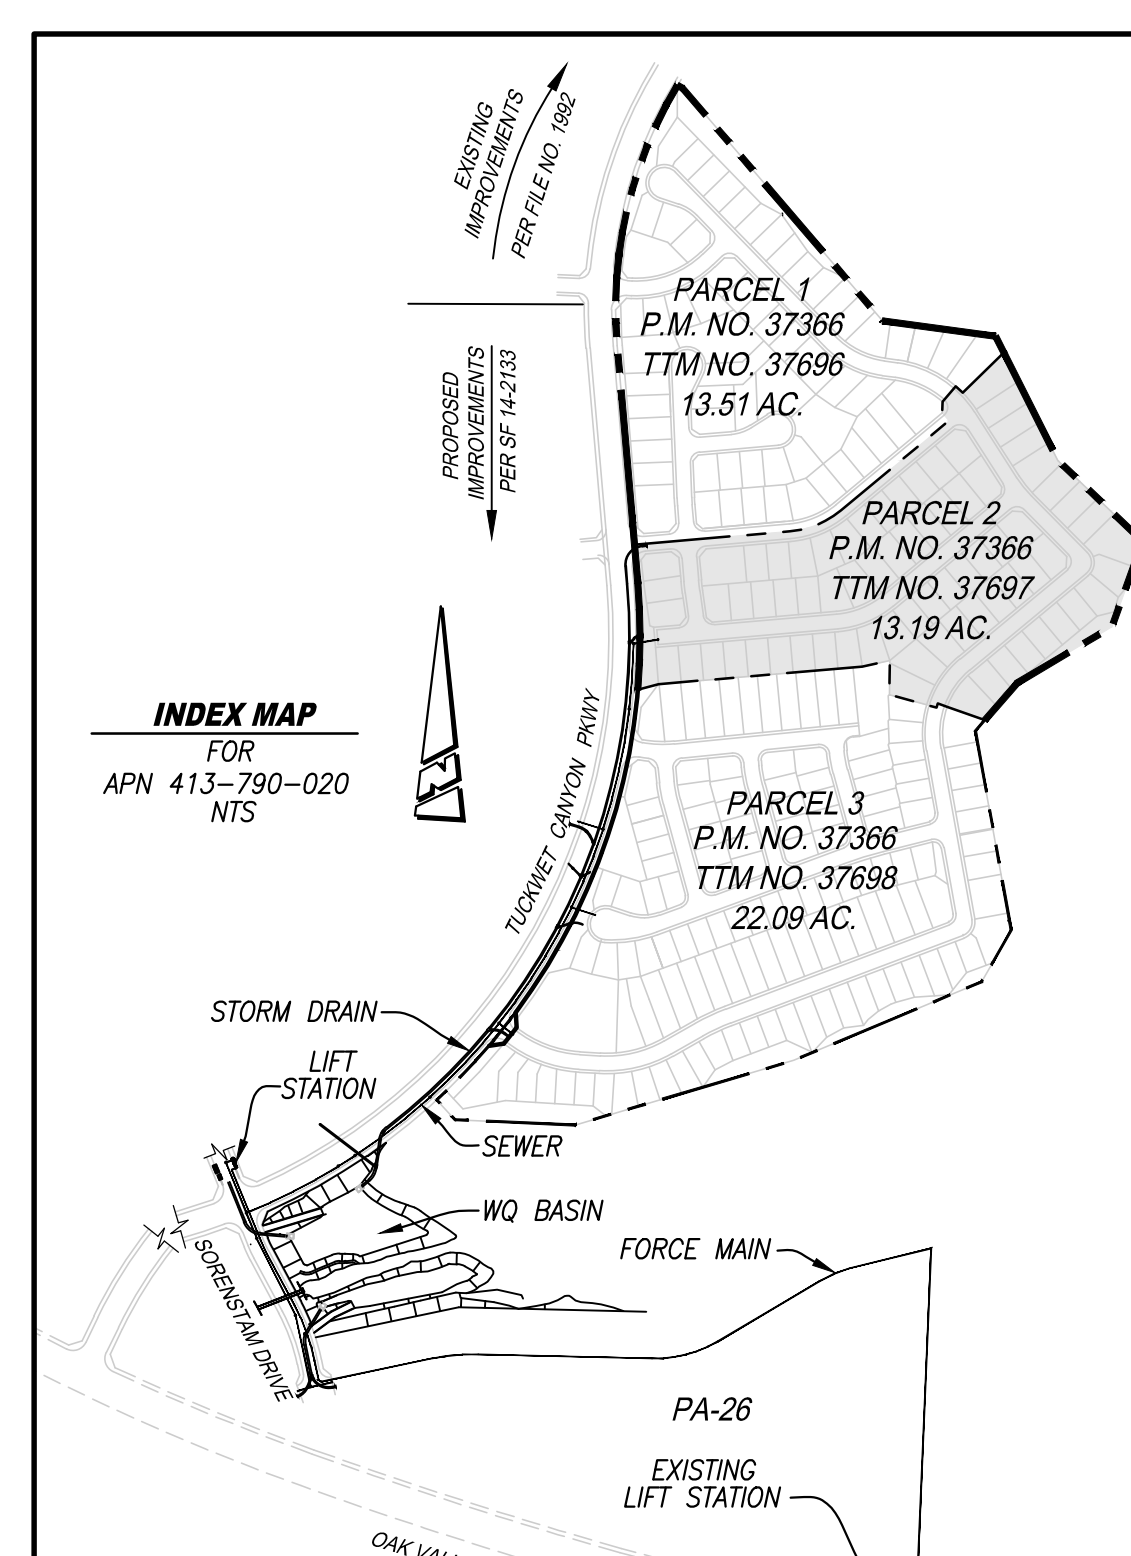 EXISTING
IMPROVEMENTS
PER FILE NO. 1992
PARCEL 1
P.M. NO. 37366
TTM NO. 37696
13.51 AC.
PROPOSED
IMPROVEMENTS
PER SF 14-2133
PARCEL 2
P.M. NO. 37366
TTM NO. 37697
13.19 AC.
INDEX MAP
FOR
APN 413-790-020
NTS
N
TUCKWET CANYON PKWY
PARCEL 3
P.M. NO. 37366
TTM NO. 37698
22.09 AC.
STORM DRAIN
LIFT
STATION
SEWER
WQ BASIN
FORCE MAIN
SORENSTAM DRIVE
PA-26
EXISTING
LIFT STATION
OAK